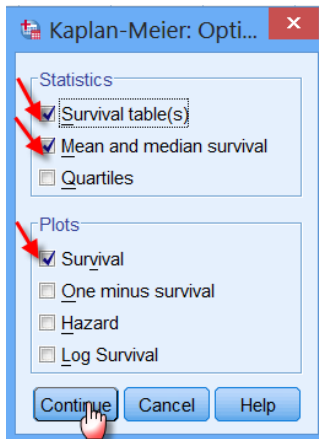 Kaplan-Meier: Opti...
Statistics
Survival table(s)
Mean and median survival
Quartiles
Plots
Survival
One minus survival
Hazard
Log Survival
Continue Cancel Help